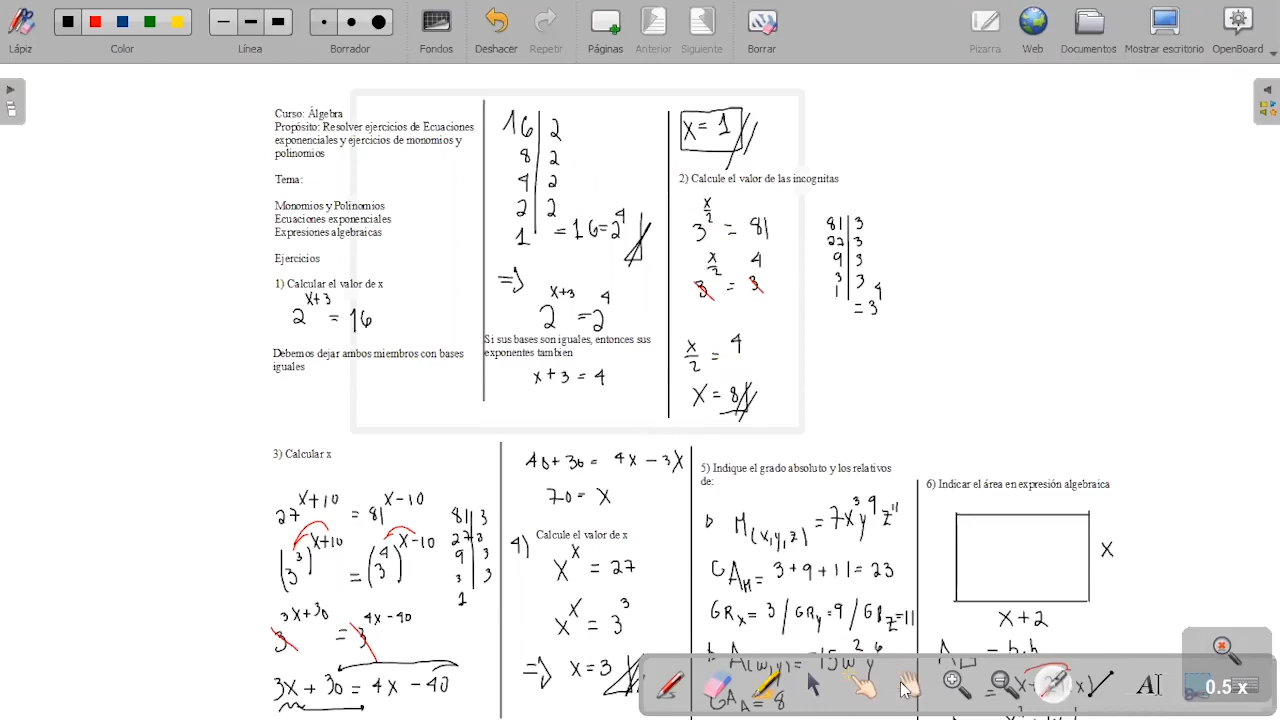 Lápiz
Color
Línea
Borrador
Fondos
Deshacer
Repetir
Páginas
Anterior
Siguiente
Borrar
Pizarra
Web
Documentos
Mostrar escritorio
OpenBoard
Curso: Álgebra
Propósito: Resolver ejercicios de Ecuaciones
exponenciales y ejercicios de monomios y
polinomios
Tema:
Monomios y Polinomios
Ecuaciones exponenciales
Expresiones algebraicas
Ejercicios
1) Calcular el valor de x
2^{x+3} = 16
Debemos dejar ambos miembros con bases
iguales
16 | 2
8 | 2
4 | 2
2 | 2
1 = 16 = 2^4
=> 2^{x+3} = 2^4
Si sus bases son iguales, entonces sus
exponentes tambien
x + 3 = 4
x = 1
2) Calcule el valor de las incognitas
3^{x/2} = 81
3^{x/2} = 3^4
x/2 = 4
x = 8
81 | 3
27 | 3
9 | 3
3 | 3
1
= 3^4
3) Calcular x
27^{x+10} = 81^{x-10}
(3^3)^{x+10} = (3^4)^{x-10}
3^{3x+30} = 3^{4x-40}
3x + 30 = 4x - 40
81 | 3
27 | 3
9 | 3
3 | 3
1
40 + 30 = 4x - 3x
70 = x
4) Calcule el valor de x
x^x = 27
x^x = 3^3
=> x = 3
5) Indique el grado absoluto y los relativos
de:
M(x,y,z) = 7x^3 y^9 z^11
GA_M = 3 + 9 + 11 = 23
GR_x = 3 / GR_y = 9 / GR_z = 11
A(w,y) = -15w^2 y^6
GA_A = 8
6) Indicar el área en expresión algebraica
x
x + 2
= b.h
0.5 x